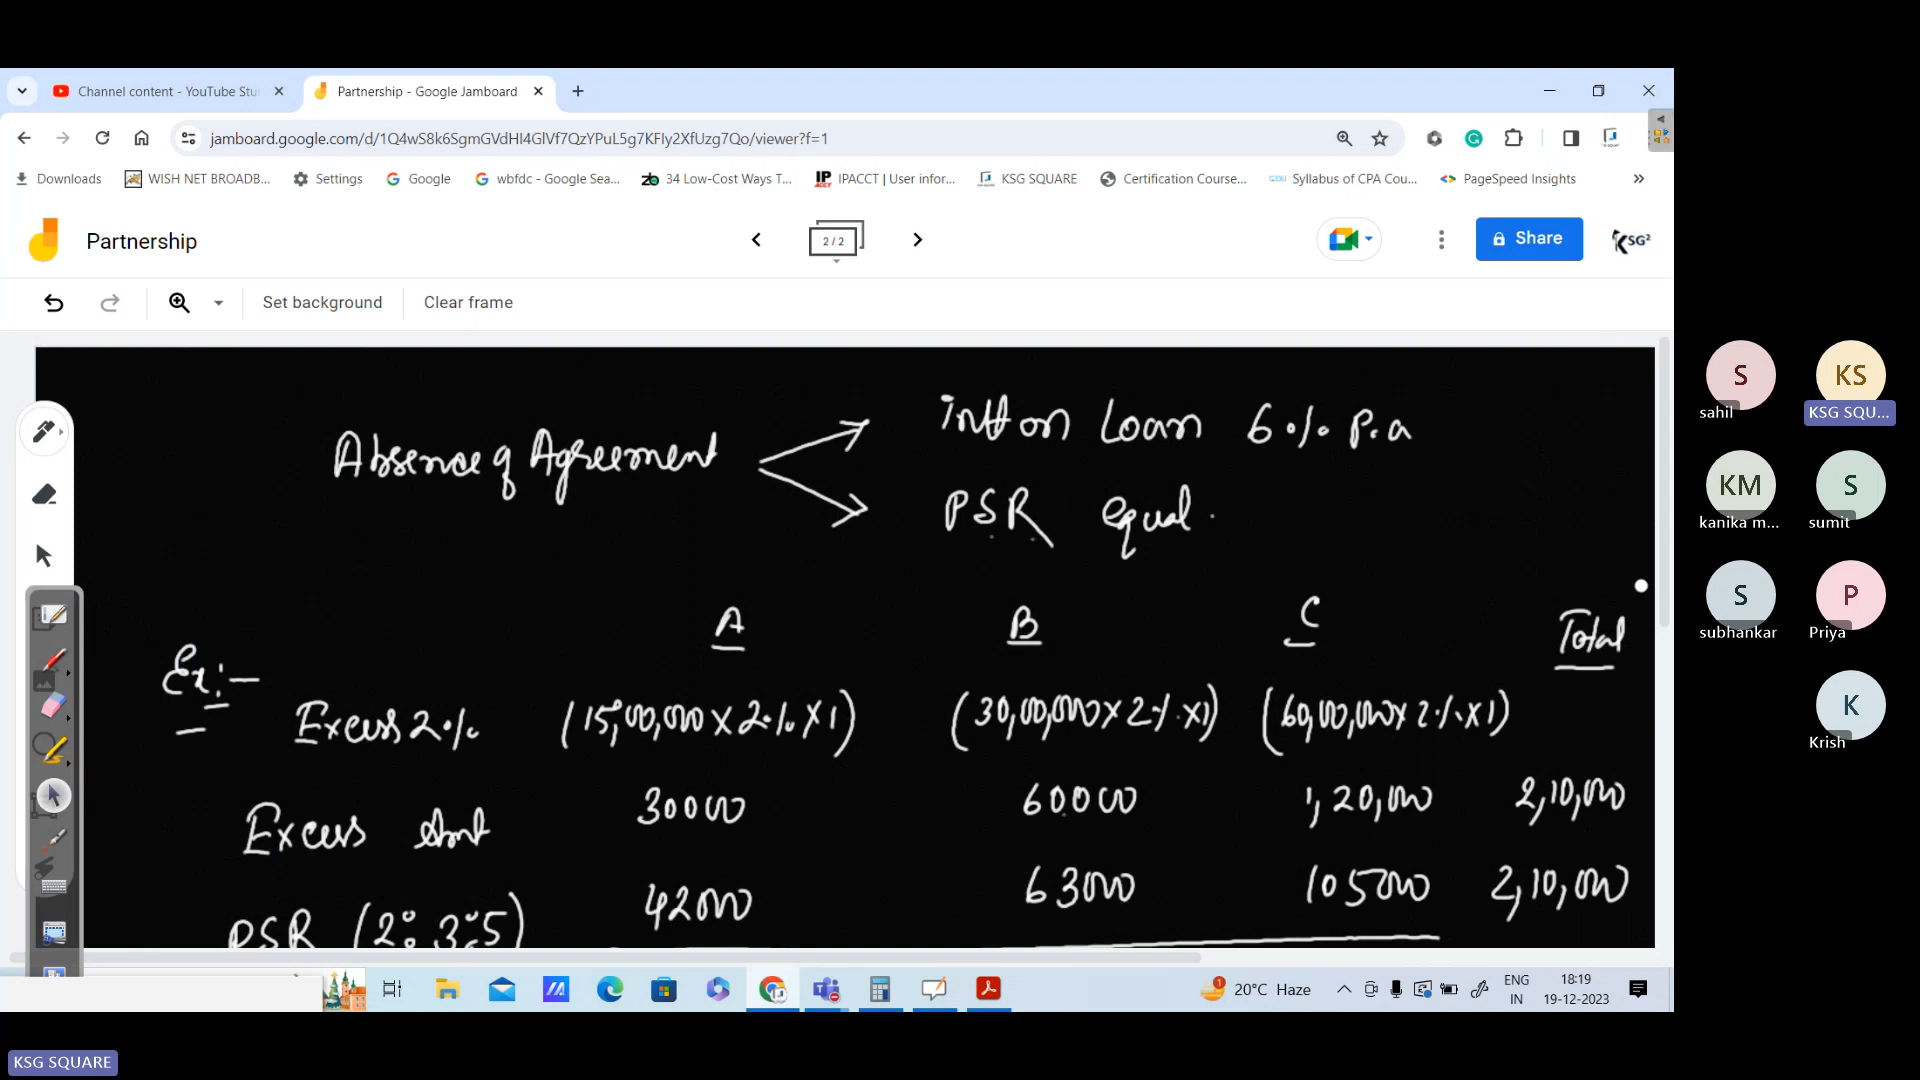 Channel content - YouTube Stu
Partnership - Google Jamboard
jamboard.google.com/d/1Q4wS8k6SgmGVdHI4GlVf7QzYPuL5g7KFIy2XfUzg7Qo/viewer?f=1
Downloads WISH NET BROADB... Settings Google wbfdc - Google Sea... 34 Low-Cost Ways T... IPACCT | User infor... KSG SQUARE Certification Course... Syllabus of CPA Cou... PageSpeed Insights »
Partnership 2 / 2 Share KSG²
Set background Clear frame
Absence of Agreement
Intt on Loan 6 % P.a
PSR equal.
A B C Total
Ex:-
Excess 2% (15,00,000 X 2% X 1) (30,00,000 X 2% X 1) (60,00,000 X 2% X 1)
Excess Amt 30000 60000 1,20,000 2,10,000
PSR (2:3:5) 42000 63000 105000 2,10,000
S KS
sahil KSG SQU...
KM S
kanika m... sumit
S P
subhankar Priya
K
Krish
1 20°C Haze ENG IN 18:19 19-12-2023
KSG SQUARE